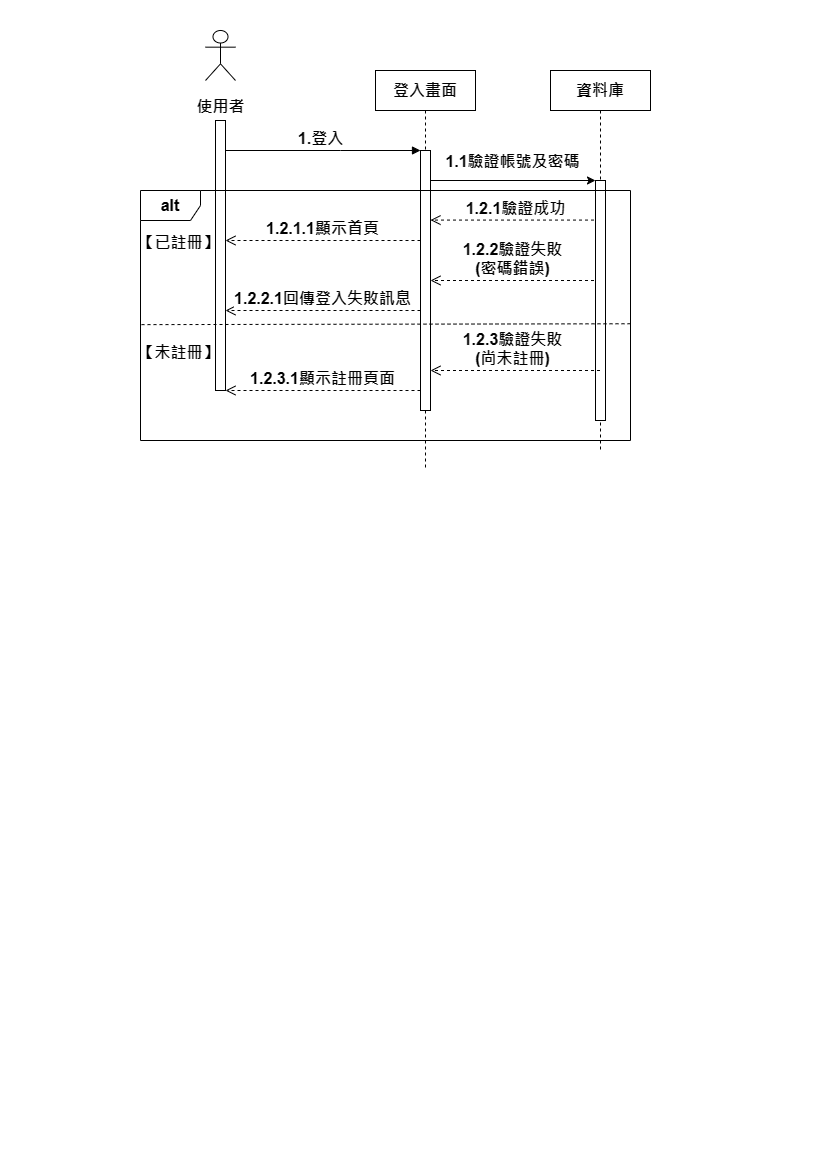 使用者
登入畫面
資料庫
1.登入
1.1驗證帳號及密碼
alt
【已註冊】
1.2.1驗證成功
1.2.1.1顯示首頁
1.2.2驗證失敗
(密碼錯誤)
1.2.2.1回傳登入失敗訊息
【未註冊】
1.2.3驗證失敗
(尚未註冊)
1.2.3.1顯示註冊頁面